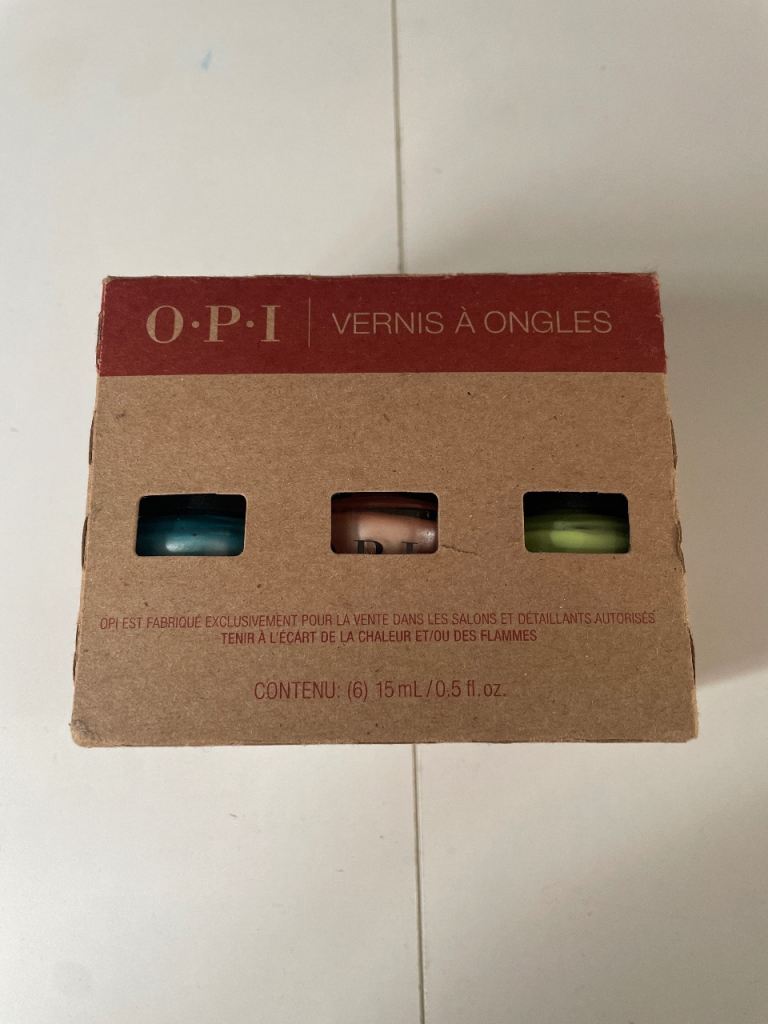 O·P·I | VERNIS À ONGLES
P I
OPI EST FABRIQUÉ EXCLUSIVEMENT POUR LA VENTE DANS LES SALONS ET DÉTAILLANTS AUTORISÉS
TENIR À L'ÉCART DE LA CHALEUR ET/OU DES FLAMMES
CONTENU: (6) 15 mL / 0.5 fl. oz.